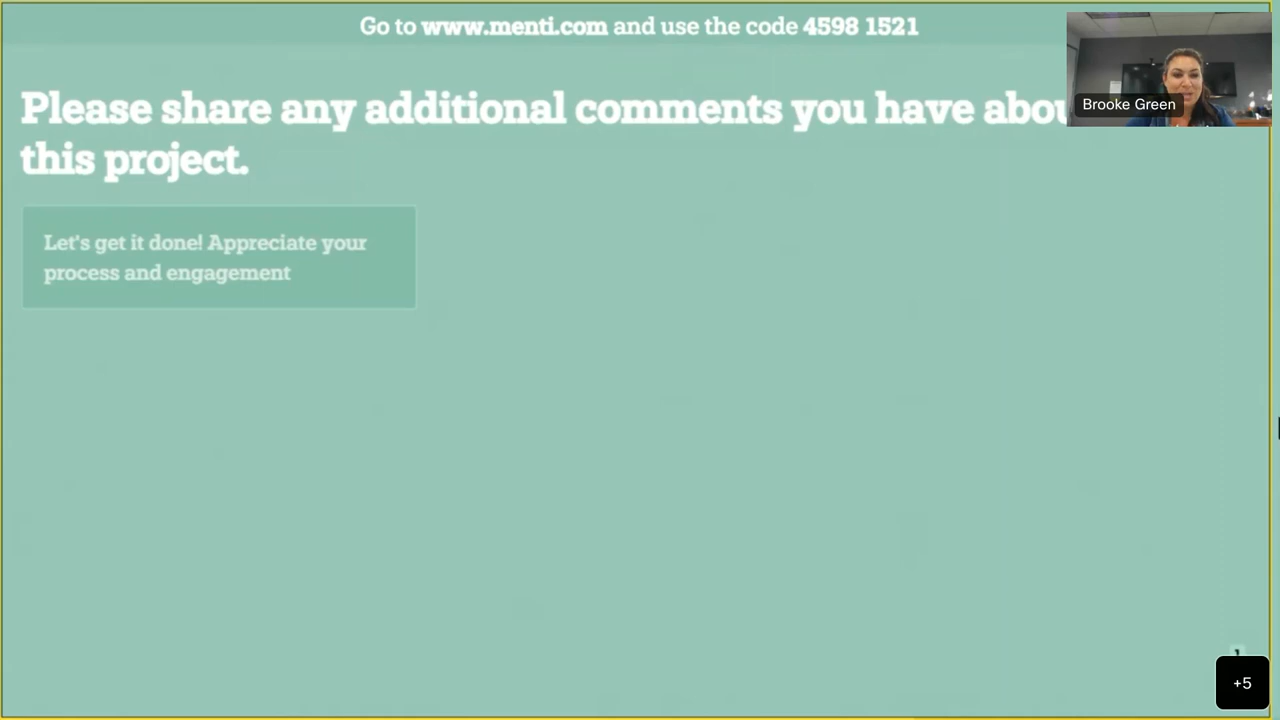 Go to www.menti.com and use the code 4598 1521
Please share any additional comments you have abou
this project.
Brooke Green
Let's get it done! Appreciate your
process and engagement
+5